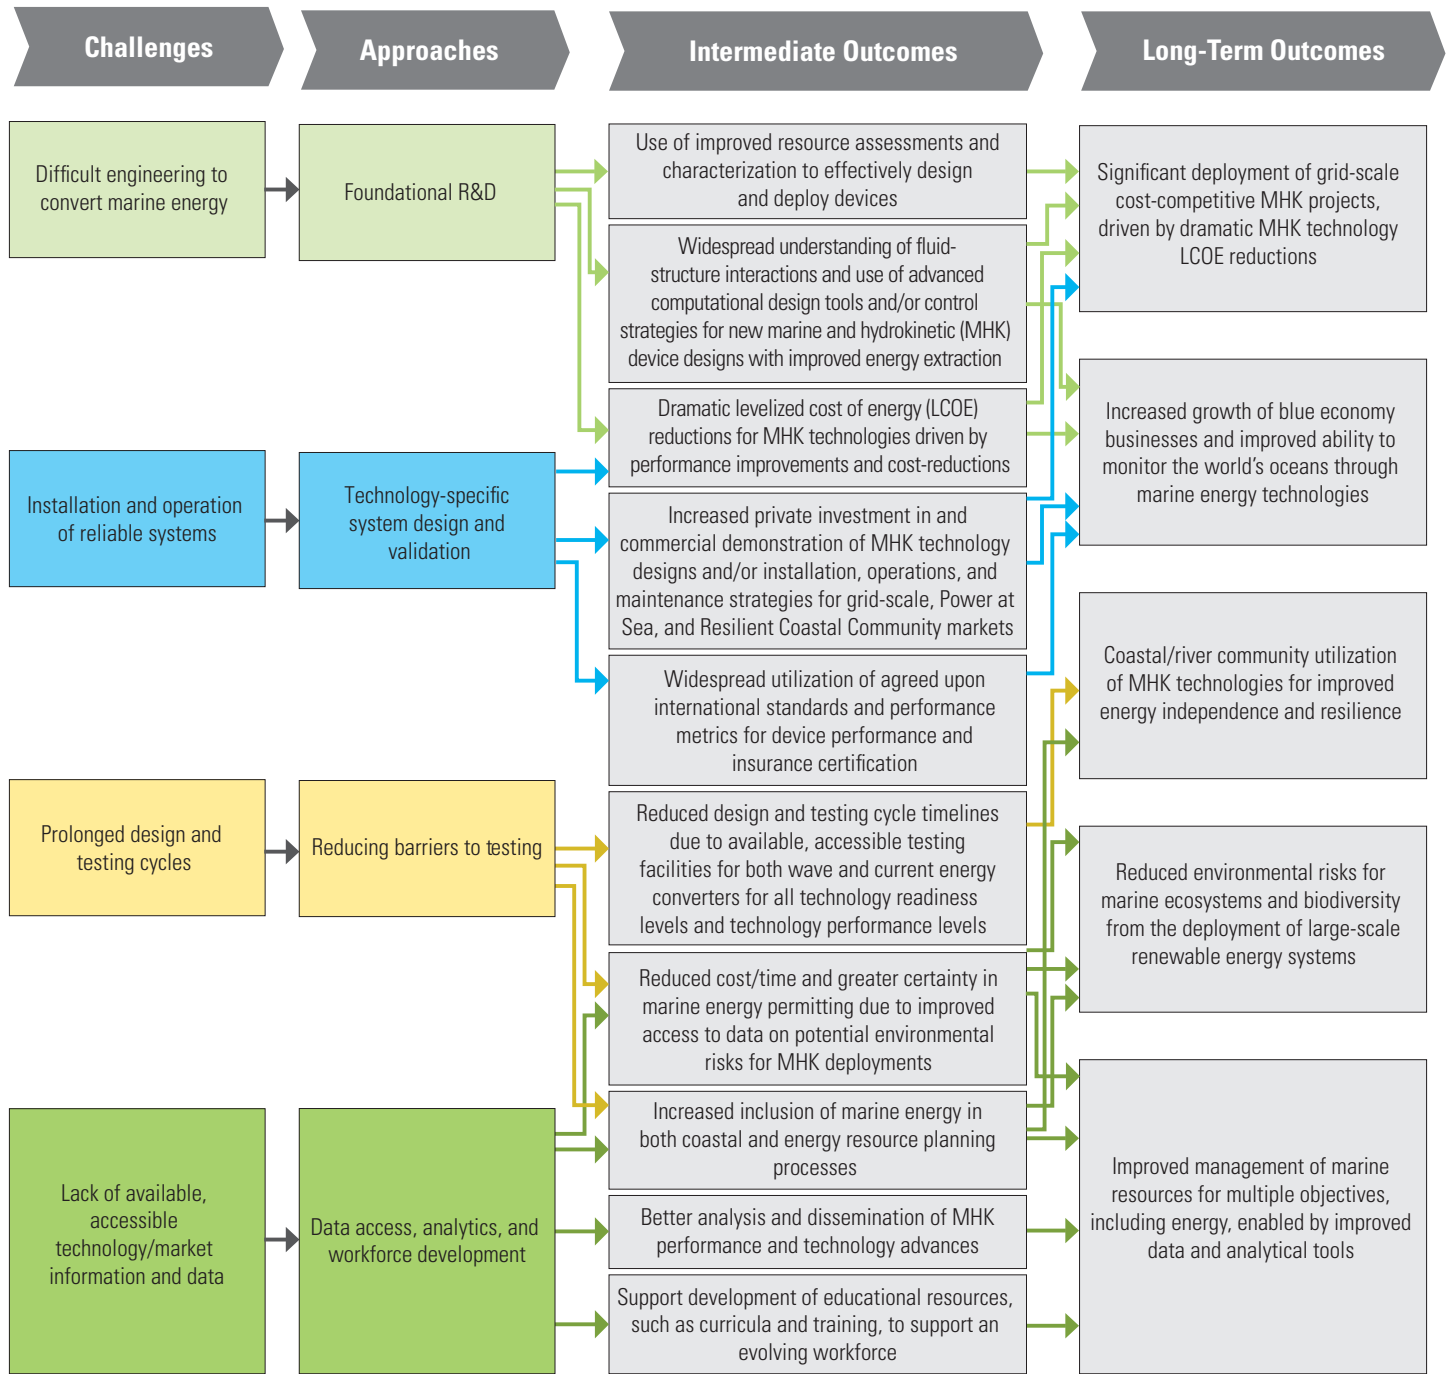 Challenges
Approaches
Intermediate Outcomes
Long-Term Outcomes
Difficult engineering to
convert marine energy
Installation and operation
of reliable systems
Prolonged design and
testing cycles
Lack of available,
accessible
technology/market
information and data
Foundational R&D
Technology-specific
system design and
validation
Reducing barriers to testing
Data access, analytics, and
workforce development
Use of improved resource assessments and
characterization to effectively design
and deploy devices
Widespread understanding of fluid-
structure interactions and use of advanced
computational design tools and/or control
strategies for new marine and hydrokinetic (MHK)
device designs with improved energy extraction
Dramatic levelized cost of energy (LCOE)
reductions for MHK technologies driven by
performance improvements and cost-reductions
Increased private investment in and
commercial demonstration of MHK technology
designs and/or installation, operations, and
maintenance strategies for grid-scale, Power at
Sea, and Resilient Coastal Community markets
Widespread utilization of agreed upon
international standards and performance
metrics for device performance and
insurance certification
Reduced design and testing cycle timelines
due to available, accessible testing
facilities for both wave and current energy
converters for all technology readiness
levels and technology performance levels
Reduced cost/time and greater certainty in
marine energy permitting due to improved
access to data on potential environmental
risks for MHK deployments
Increased inclusion of marine energy in
both coastal and energy resource planning
processes
Better analysis and dissemination of MHK
performance and technology advances
Support development of educational resources,
such as curricula and training, to support an
evolving workforce
Significant deployment of grid-scale
cost-competitive MHK projects,
driven by dramatic MHK technology
LCOE reductions
Increased growth of blue economy
businesses and improved ability to
monitor the world's oceans through
marine energy technologies
Coastal/river community utilization
of MHK technologies for improved
energy independence and resilience
Reduced environmental risks for
marine ecosystems and biodiversity
from the deployment of large-scale
renewable energy systems
Improved management of marine
resources for multiple objectives,
including energy, enabled by improved
data and analytical tools